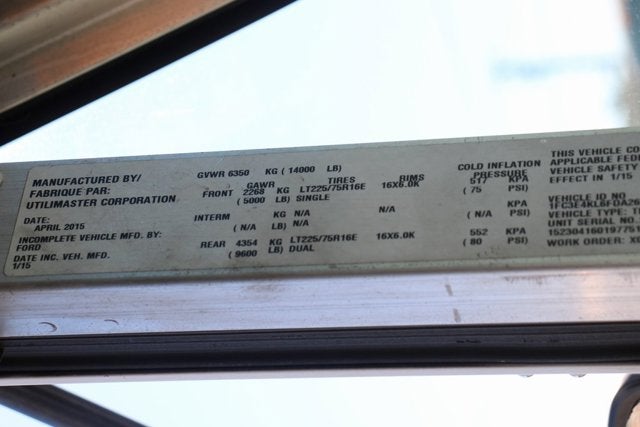 MANUFACTURED BY/
FABRIQUE PAR:
UTILIMASTER CORPORATION
DATE:
APRIL 2015
INCOMPLETE VEHICLE MFD. BY:
FORD
DATE INC. VEH. MFD.
1/15
GVWR 6350 KG ( 14000 LB)
GAWR TIRES RIMS
FRONT 2268 KG LT225/75R16E 16X6.0K
( 5000 LB) SINGLE
INTERM KG N/A
( N/A LB) N/A
REAR 4354 KG LT225/75R16E 16X6.0K
( 9600 LB) DUAL
COLD INFLATION
PRESSURE
517 KPA
( 75 PSI)
KPA
( N/A PSI)
552 KPA
( 80 PSI)
THIS VEHICLE CO
APPLICABLE FEDE
VEHICLE SAFETY
EFFECT IN 1/15
VEHICLE ID NO
1FC3E4KL8FDA26
VEHICLE TYPE: T
UNIT SERIAL NO.
152304160197751
WORK ORDER: X